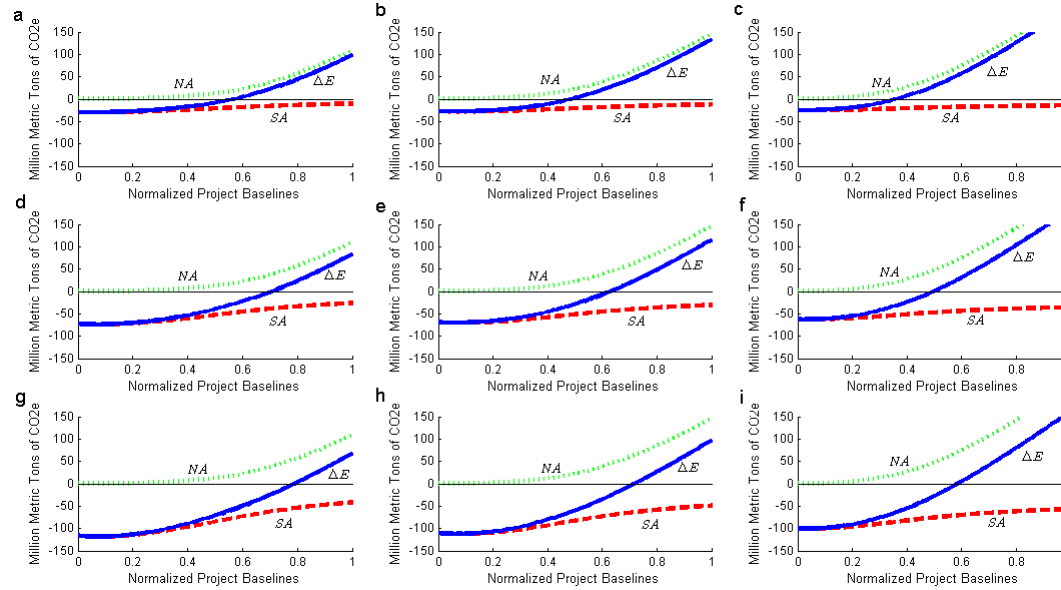 a
Million Metric Tons of CO2e
150
100
50
0
-50
-100
-150
NA
ΔE
SA
0 0.2 0.4 0.6 0.8 1
Normalized Project Baselines
b
Million Metric Tons of CO2e
150
100
50
0
-50
-100
-150
NA
ΔE
SA
0 0.2 0.4 0.6 0.8 1
Normalized Project Baselines
c
Million Metric Tons of CO2e
150
100
50
0
-50
-100
-150
NA
ΔE
SA
0 0.2 0.4 0.6 0.8
Normalized Project Baselines
d
Million Metric Tons of CO2e
150
100
50
0
-50
-100
-150
NA
ΔE
SA
0 0.2 0.4 0.6 0.8 1
Normalized Project Baselines
e
Million Metric Tons of CO2e
150
100
50
0
-50
-100
-150
NA
ΔE
SA
0 0.2 0.4 0.6 0.8 1
Normalized Project Baselines
f
Million Metric Tons of CO2e
150
100
50
0
-50
-100
-150
NA
ΔE
SA
0 0.2 0.4 0.6 0.8
Normalized Project Baselines
g
Million Metric Tons of CO2e
150
100
50
0
-50
-100
-150
NA
ΔE
SA
0 0.2 0.4 0.6 0.8 1
Normalized Project Baselines
h
Million Metric Tons of CO2e
150
100
50
0
-50
-100
-150
NA
ΔE
SA
0 0.2 0.4 0.6 0.8 1
Normalized Project Baselines
i
Million Metric Tons of CO2e
150
100
50
0
-50
-100
-150
NA
ΔE
SA
0 0.2 0.4 0.6 0.8
Normalized Project Baselines